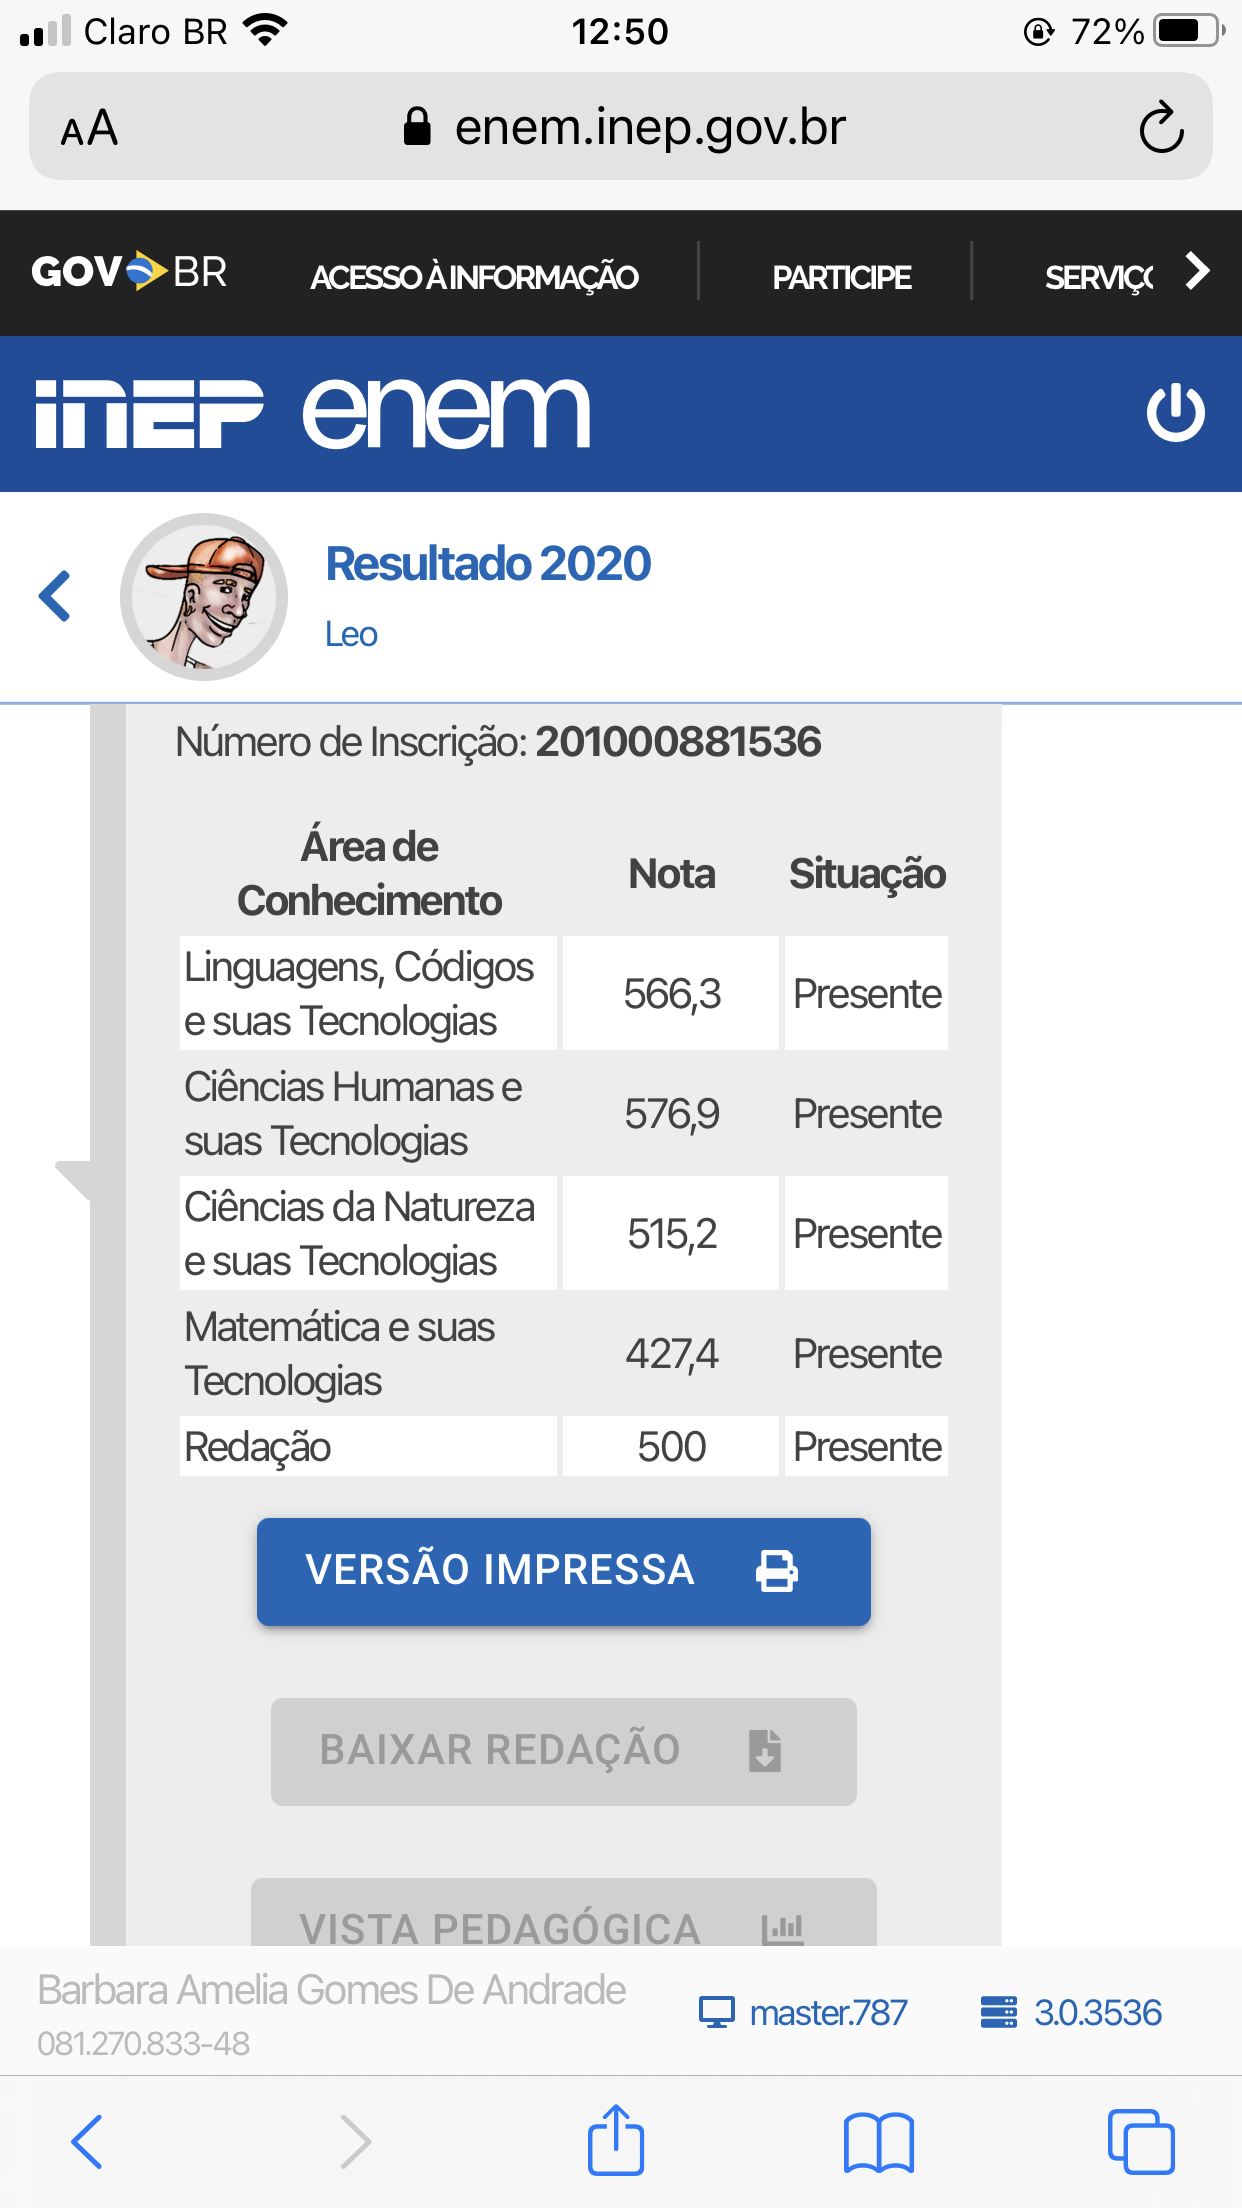 Claro BR 12:50 72%
AA enem.inep.gov.br
GOV BR ACESSO À INFORMAÇÃO PARTICIPE SERVIÇO
inep enem
Resultado 2020
Leo
Número de Inscrição: 201000881536
Área de Conhecimento Nota Situação
Linguagens, Códigos e suas Tecnologias 566,3 Presente
Ciências Humanas e suas Tecnologias 576,9 Presente
Ciências da Natureza e suas Tecnologias 515,2 Presente
Matemática e suas Tecnologias 427,4 Presente
Redação 500 Presente
VERSÃO IMPRESSA
BAIXAR REDAÇÃO
VISTA PEDAGÓGICA
Barbara Amelia Gomes De Andrade
081.270.833-48
master.787 3.0.3536